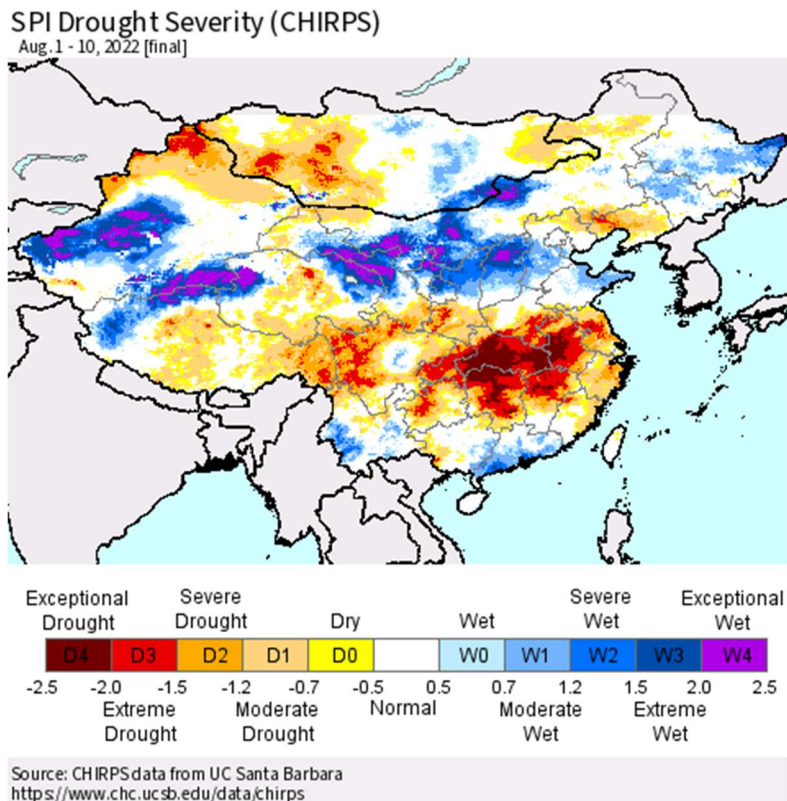 SPI Drought Severity (CHIRPS)
Aug.1 - 10, 2022 [final]
Exceptional Drought
Severe Drought
Dry
Wet
Severe Wet
Exceptional Wet
D4 D3 D2 D1 D0 W0 W1 W2 W3 W4
-2.5 -2.0 -1.5 -1.2 -0.7 -0.5 0.5 0.7 1.2 1.5 2.0 2.5
Extreme Drought
Moderate Drought
Normal
Moderate Wet
Extreme Wet
Source: CHIRPS data from UC Santa Barbara
https://www.chc.ucsb.edu/data/chirps